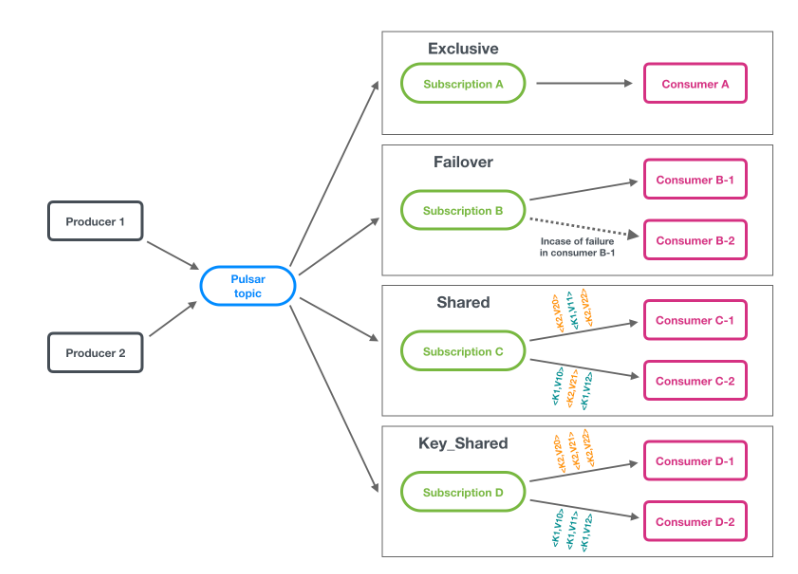 Producer 1
Producer 2
Pulsar
topic
Exclusive
Subscription A
Consumer A
Failover
Subscription B
Consumer B-1
Consumer B-2
Incase of failure
in consumer B-1
Shared
Subscription C
<K2,V20>
<K1,V11>
<K2,V22>
Consumer C-1
<K1,V10>
<K2,V21>
<K1,V12>
Consumer C-2
Key_Shared
Subscription D
<K2,V20>
<K2,V21>
<K2,V22>
Consumer D-1
<K1,V10>
<K1,V11>
<K1,V12>
Consumer D-2